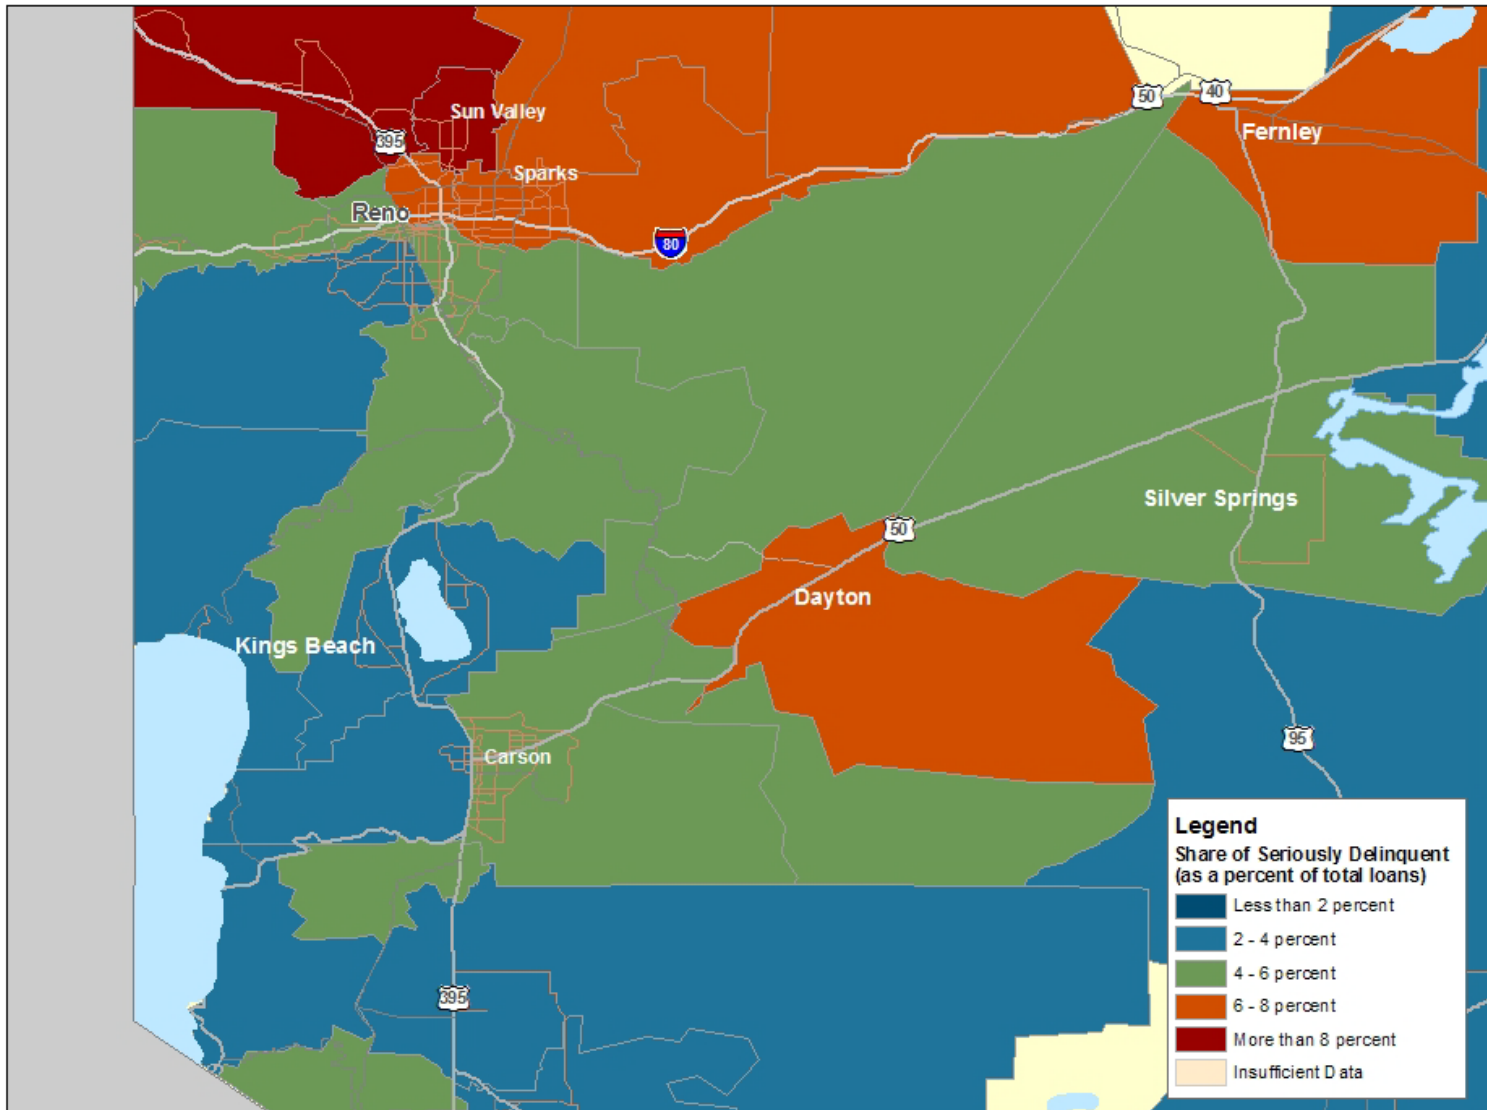 50
40
Sun Valley
Fernley
395
Sparks
Reno
80
Silver Springs
50
Dayton
Kings Beach
95
Carson
395
Legend
Share of Seriously Delinquent
(as a percent of total loans)
Less than 2 percent
2 - 4 percent
4 - 6 percent
6 - 8 percent
More than 8 percent
Insufficient Data